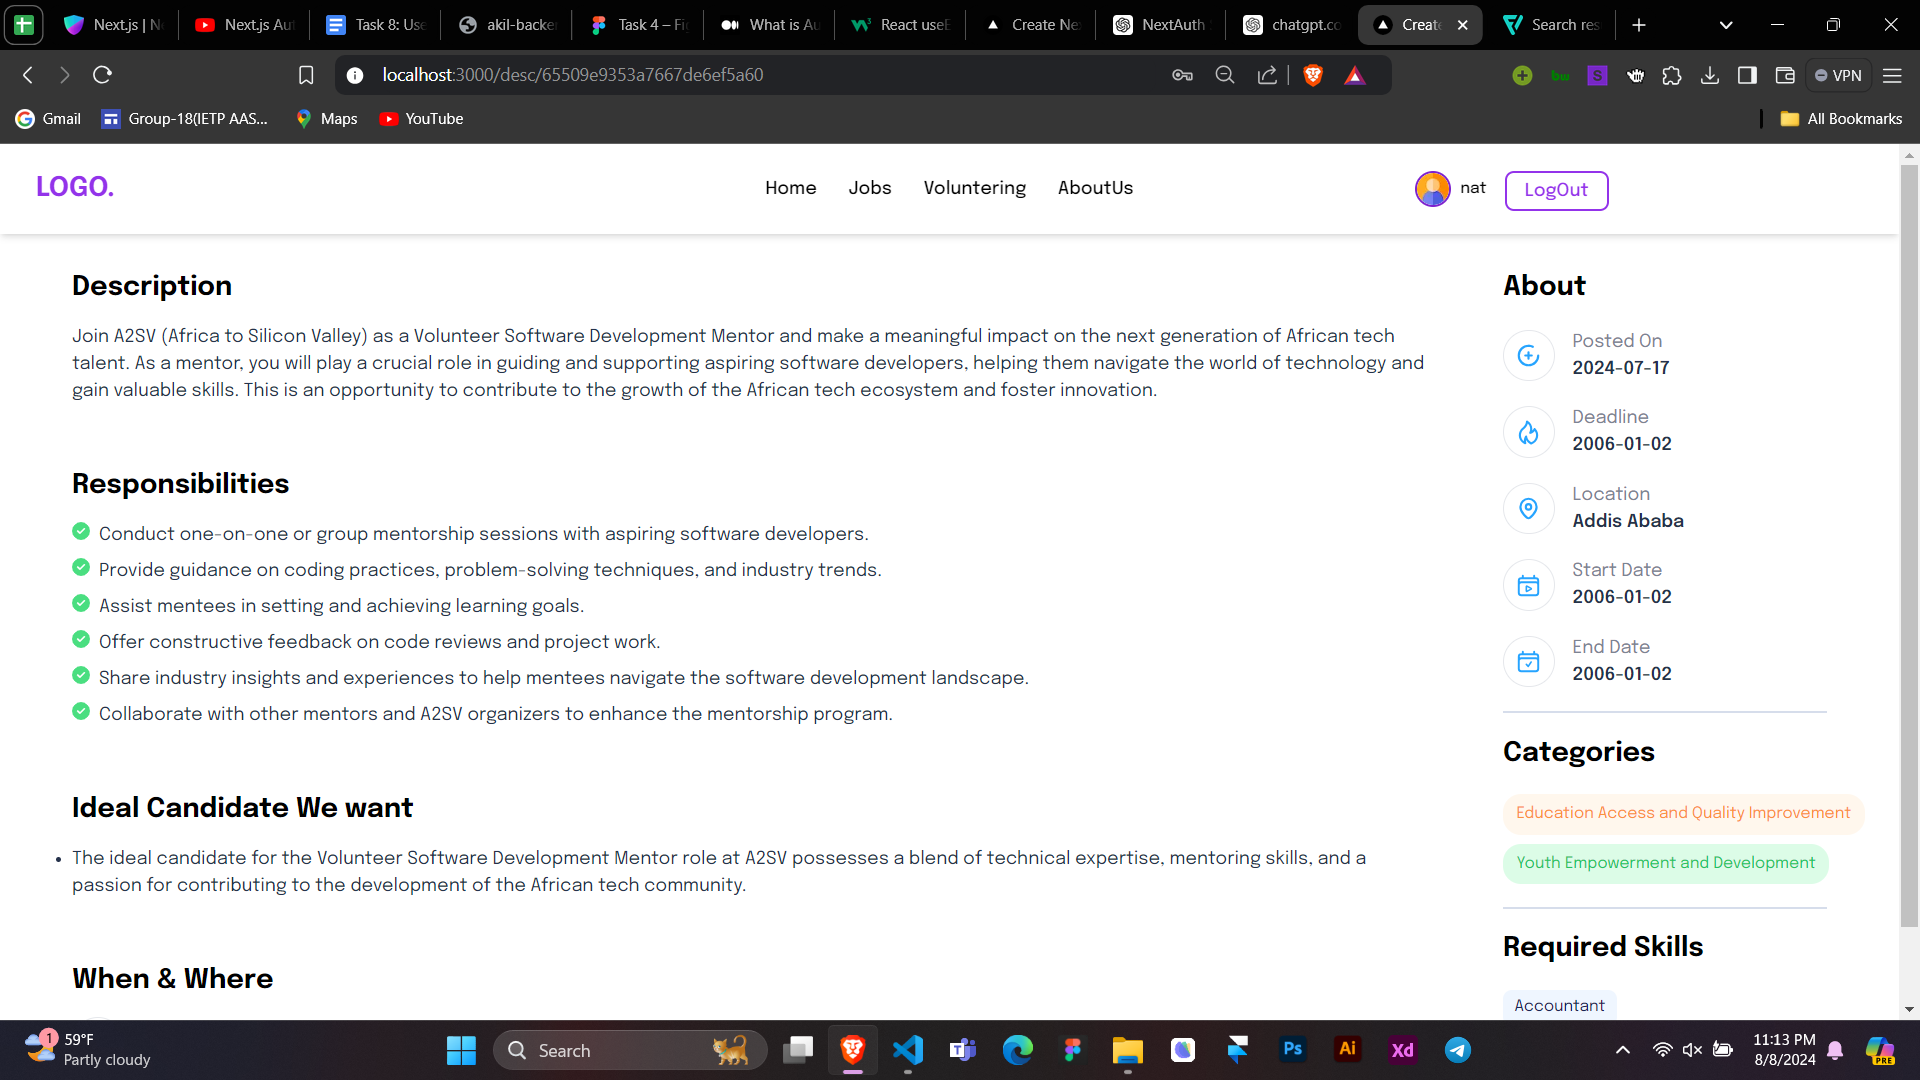 Next.js | N
Next.js Aut
Task 8: Use
akil-backen
Task 4 – Fig
What is Au
React useE
Create Ne
NextAuth
chatgpt.co
Create
Search res
localhost:3000/desc/65509e9353a7667de6ef5a60
VPN
Gmail
Group-18(IETP AAS...
Maps
YouTube
All Bookmarks
LOGO.
Home
Jobs
Voluntering
AboutUs
nat
LogOut
Description
Join A2SV (Africa to Silicon Valley) as a Volunteer Software Development Mentor and make a meaningful impact on the next generation of African tech
talent. As a mentor, you will play a crucial role in guiding and supporting aspiring software developers, helping them navigate the world of technology and
gain valuable skills. This is an opportunity to contribute to the growth of the African tech ecosystem and foster innovation.
Responsibilities
Conduct one-on-one or group mentorship sessions with aspiring software developers.
Provide guidance on coding practices, problem-solving techniques, and industry trends.
Assist mentees in setting and achieving learning goals.
Offer constructive feedback on code reviews and project work.
Share industry insights and experiences to help mentees navigate the software development landscape.
Collaborate with other mentors and A2SV organizers to enhance the mentorship program.
Ideal Candidate We want
• The ideal candidate for the Volunteer Software Development Mentor role at A2SV possesses a blend of technical expertise, mentoring skills, and a
passion for contributing to the development of the African tech community.
When & Where
About
Posted On
2024-07-17
Deadline
2006-01-02
Location
Addis Ababa
Start Date
2006-01-02
End Date
2006-01-02
Categories
Education Access and Quality Improvement
Youth Empowerment and Development
Required Skills
Accountant
1
59°F
Partly cloudy
Search
Ps
Ai
Xd
11:13 PM
8/8/2024
PRE